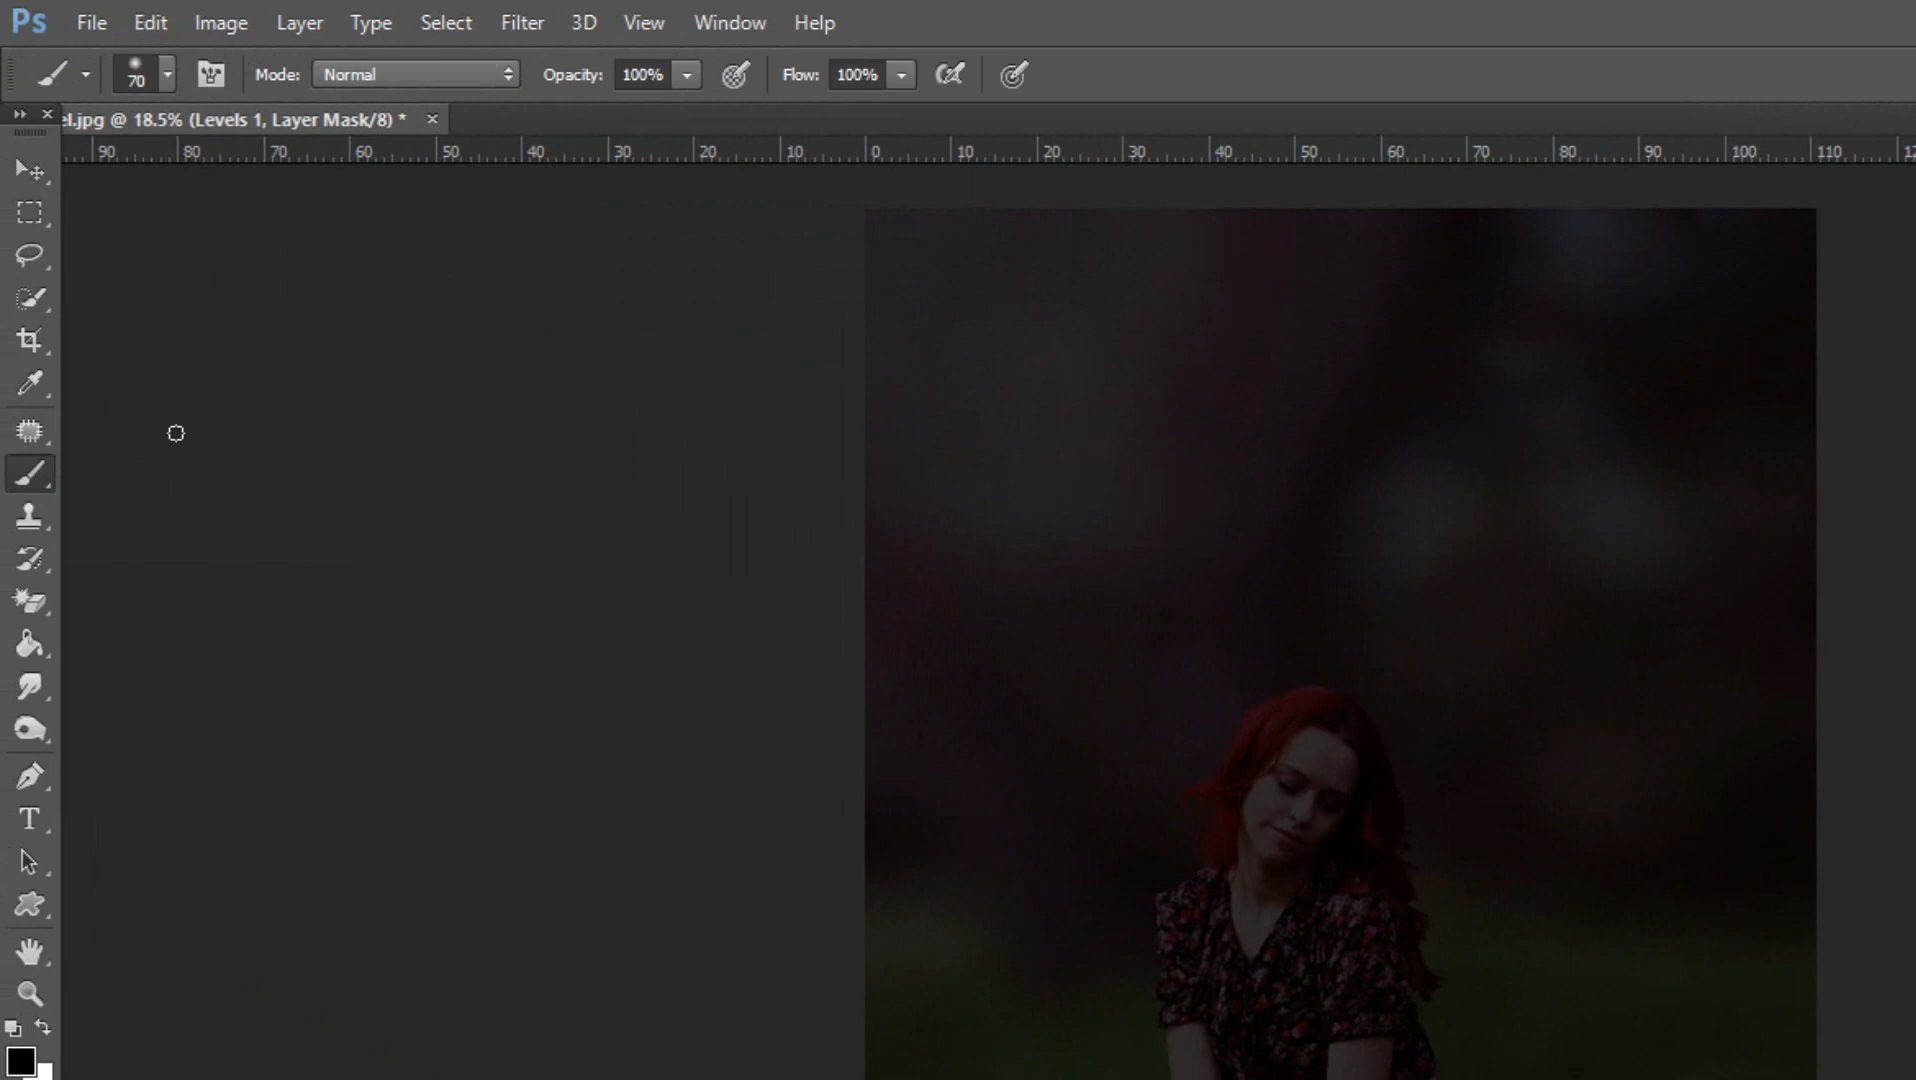 Ps File Edit Image Layer Type Select Filter 3D View Window Help
70 Mode: Normal Opacity: 100% Flow: 100%
el.jpg @ 18.5% (Levels 1, Layer Mask/8) *
90 80 70 60 50 40 30 20 10 0 10 20 30 40 50 60 70 80 90 100 110 12
T